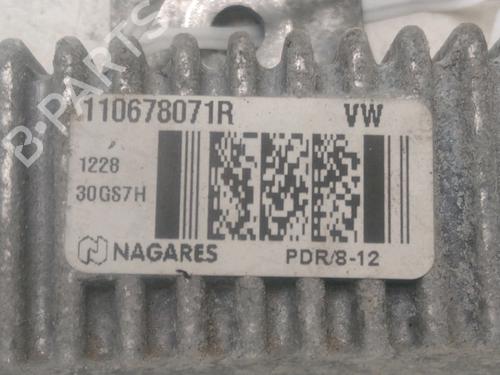 110678071R VW
1228
30GS7H
NAGARES PDR/8-12
B-PARTS